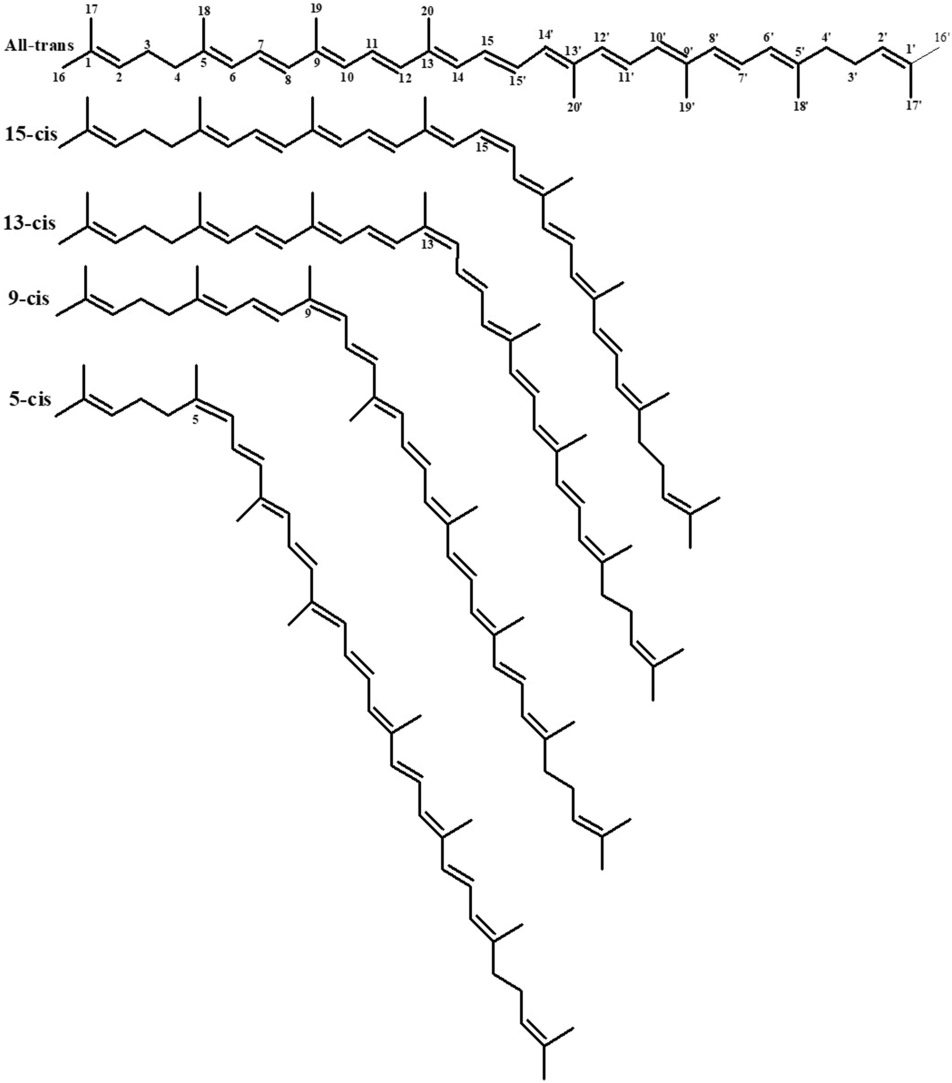 17 18 19 20
All-trans 3 7 11 15 14' 12' 10' 8' 6' 4' 2' 16'
1 5 9 13 13' 9' 5' 1'
16 2 4 6 8 10 12 14 15' 11' 7' 3'
20' 19' 18' 17'
15-cis 15
13-cis 13
9-cis 9
5-cis 5